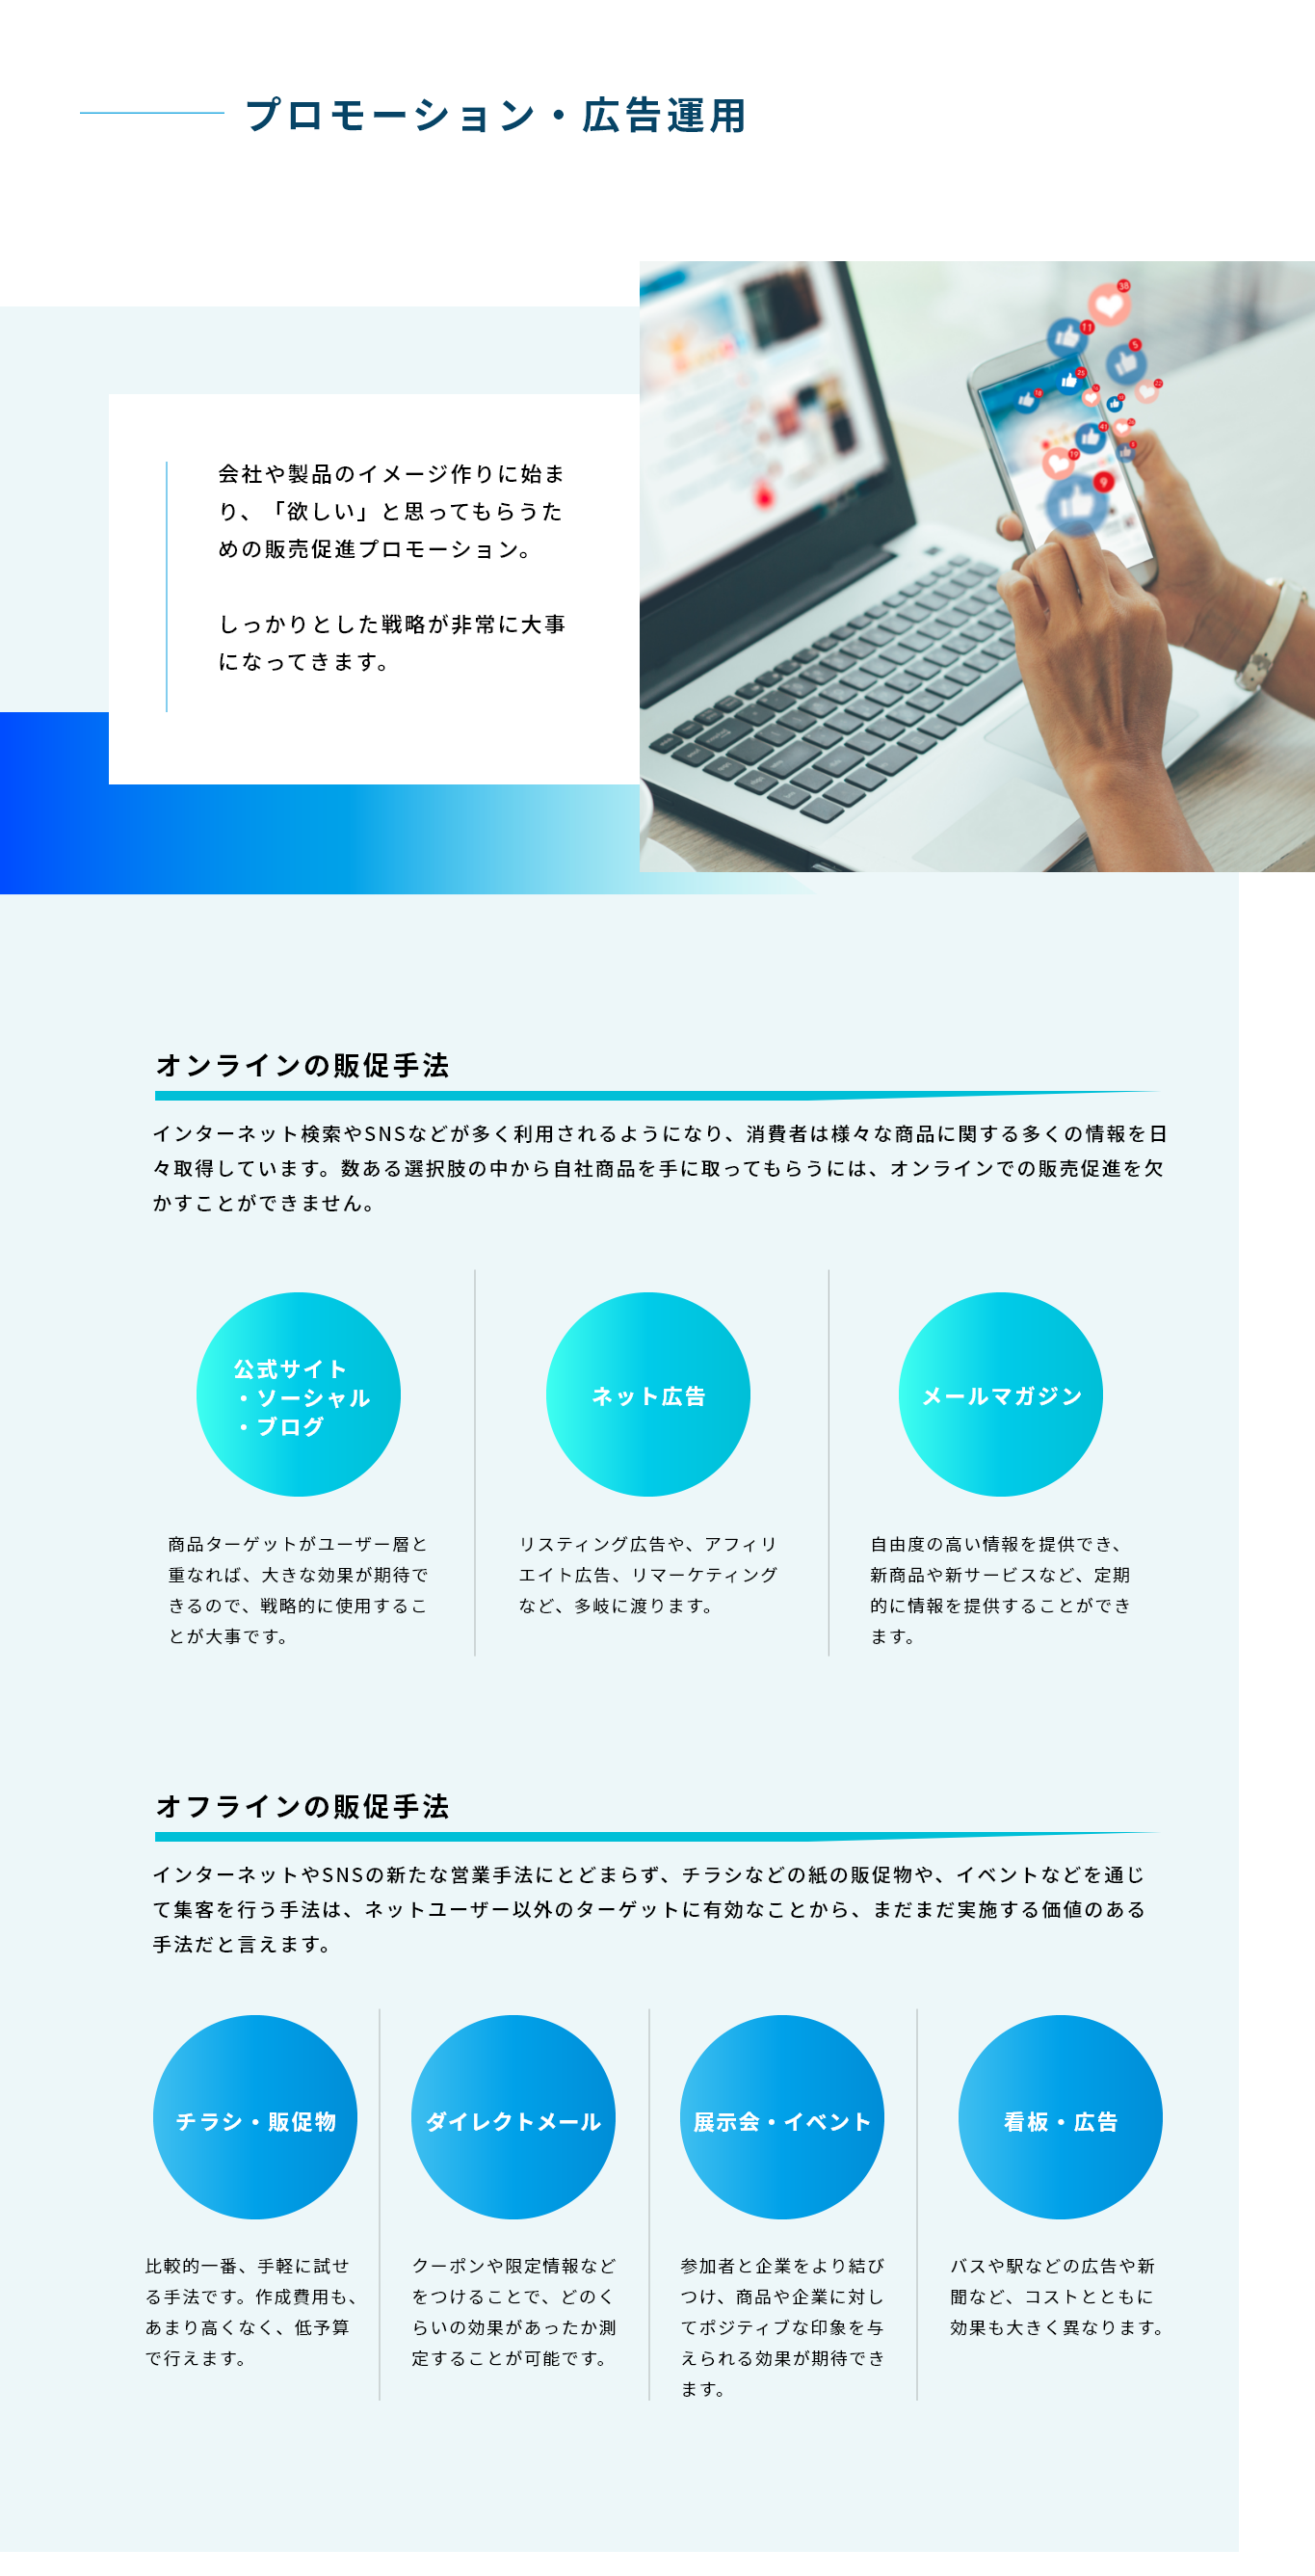 プロモーション・広告運用
会社や製品のイメージ作りに始ま
り、「欲しい」と思ってもらうた
めの販売促進プロモーション。
しっかりとした戦略が非常に大事
になってきます。
38
11
5
25
22
18
41
19
9
オンラインの販促手法
インターネット検索やSNSなどが多く利用されるようになり、消費者は様々な商品に関する多くの情報を日
々取得しています。数ある選択肢の中から自社商品を手に取ってもらうには、オンラインでの販売促進を欠
かすことができません。
公式サイト
・ソーシャル
・ブログ
ネット広告
メールマガジン
商品ターゲットがユーザー層と
重なれば、大きな効果が期待で
きるので、戦略的に使用するこ
とが大事です。
リスティング広告や、アフィリ
エイト広告、リマーケティング
など、多岐に渡ります。
自由度の高い情報を提供でき、
新商品や新サービスなど、定期
的に情報を提供することができ
ます。
オフラインの販促手法
インターネットやSNSの新たな営業手法にとどまらず、チラシなどの紙の販促物や、イベントなどを通じ
て集客を行う手法は、ネットユーザー以外のターゲットに有効なことから、まだまだ実施する価値のある
手法だと言えます。
チラシ・販促物
ダイレクトメール
展示会・イベント
看板・広告
比較的一番、手軽に試せ
る手法です。作成費用も、
あまり高くなく、低予算
で行えます。
クーポンや限定情報など
をつけることで、どのく
らいの効果があったか測
定することが可能です。
参加者と企業をより結び
つけ、商品や企業に対し
てポジティブな印象を与
えられる効果が期待でき
ます。
バスや駅などの広告や新
聞など、コストとともに
効果も大きく異なります。